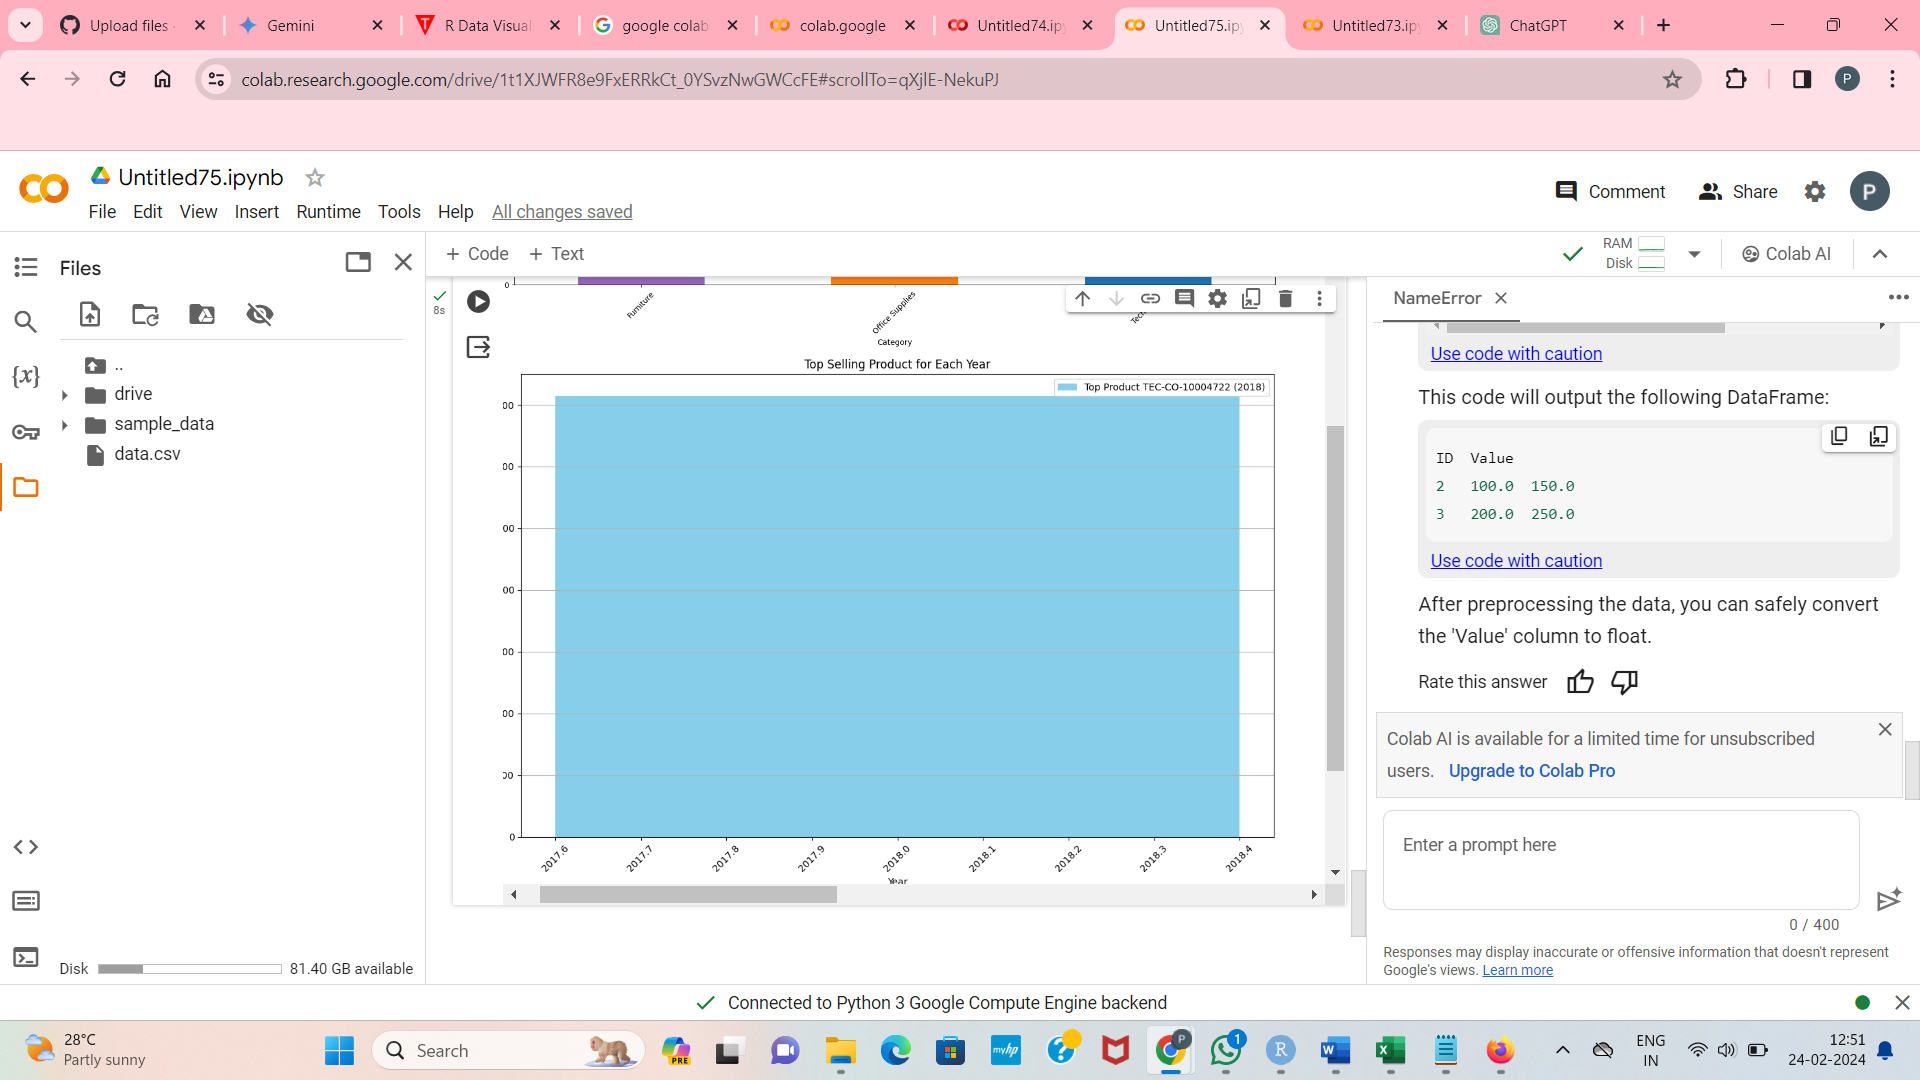 Upload files
Gemini
R Data Visual
google colab
colab.google
Untitled74.ip
Untitled75.ip
Untitled73.ip
ChatGPT
colab.research.google.com/drive/1t1XJWFR8e9FxERRkCt_0YSvzNwGWCcFE#scrollTo=qXjlE-NekuPJ
P
Untitled75.ipynb
File Edit View Insert Runtime Tools Help All changes saved
Comment
Share
P
Files
+ Code + Text
RAM
Disk
Colab AI
..
drive
sample_data
data.csv
Disk
81.40 GB available
8s
0
Furniture
Office Supplies
Tec
Category
Top Selling Product for Each Year
Top Product TEC-CO-10004722 (2018)
00
00
00
00
00
00
00
0
2017.6
2017.7
2017.8
2017.9
2018.0
2018.1
2018.2
2018.3
2018.4
Year
NameError
Use code with caution
This code will output the following DataFrame:
ID Value
2 100.0 150.0
3 200.0 250.0
Use code with caution
After preprocessing the data, you can safely convert
the 'Value' column to float.
Rate this answer
Colab AI is available for a limited time for unsubscribed
users. Upgrade to Colab Pro
Enter a prompt here
0 / 400
Responses may display inaccurate or offensive information that doesn't represent
Google's views. Learn more
Connected to Python 3 Google Compute Engine backend
28°C
Partly sunny
Search
PRE
myhp
P
1
R
W
X
ENG
IN
12:51
24-02-2024